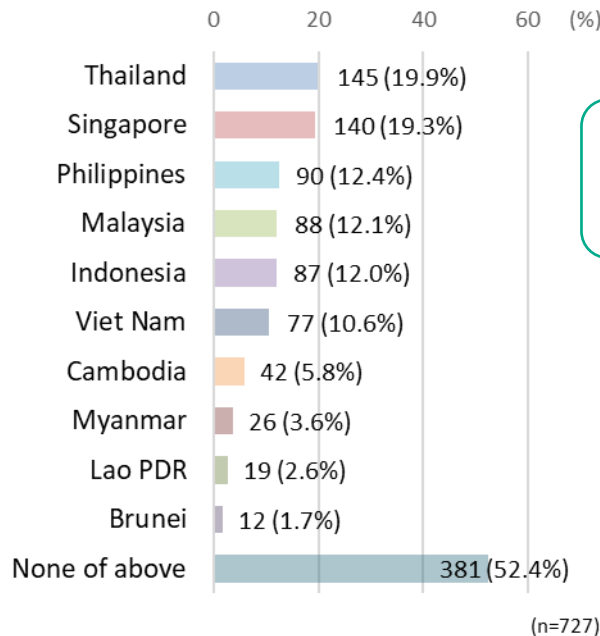 0 20 40 60 (%)
Thailand 145 (19.9%)
Singapore 140 (19.3%)
Philippines 90 (12.4%)
Malaysia 88 (12.1%)
Indonesia 87 (12.0%)
Viet Nam 77 (10.6%)
Cambodia 42 (5.8%)
Myanmar 26 (3.6%)
Lao PDR 19 (2.6%)
Brunei 12 (1.7%)
None of above 381 (52.4%)
(n=727)